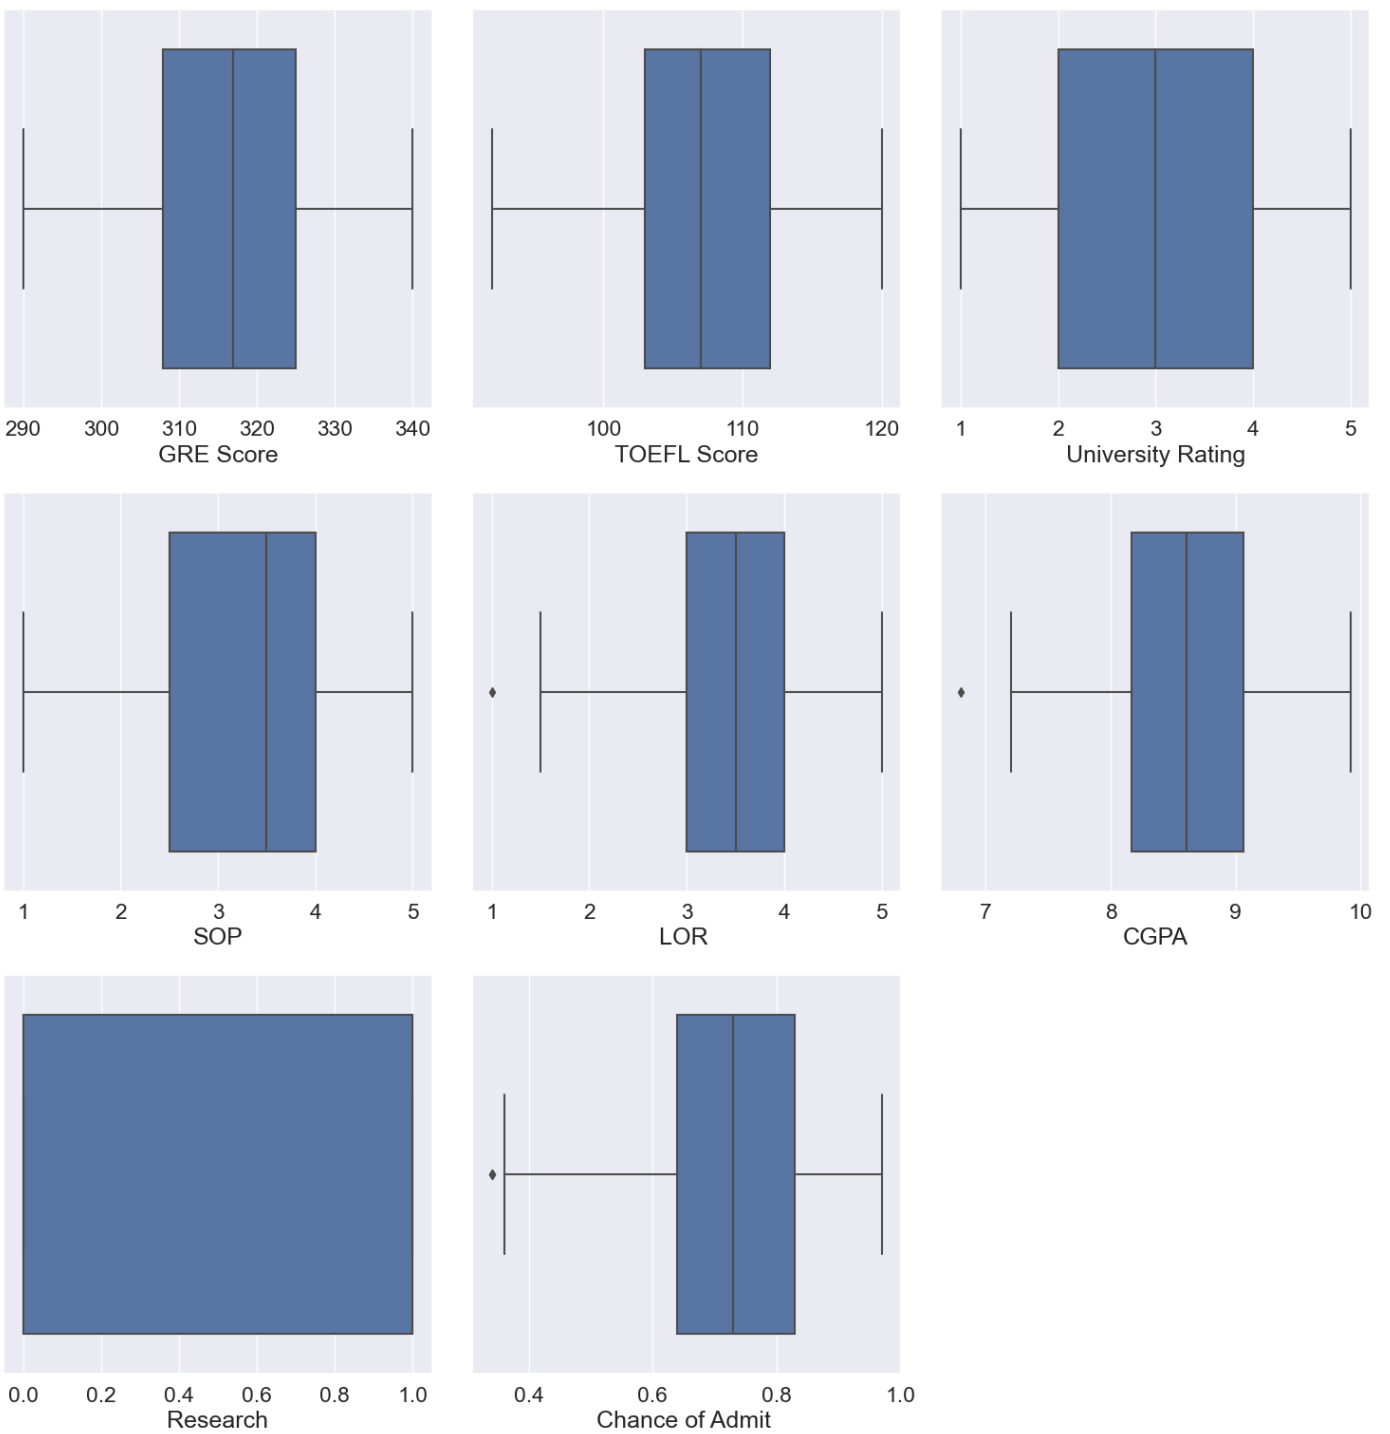 290 300 310 320 330 340
GRE Score
100 110 120
TOEFL Score
1 2 3 4 5
University Rating
1 2 3 4 5
SOP
1 2 3 4 5
LOR
7 8 9 10
CGPA
0.0 0.2 0.4 0.6 0.8 1.0
Research
0.4 0.6 0.8 1.0
Chance of Admit